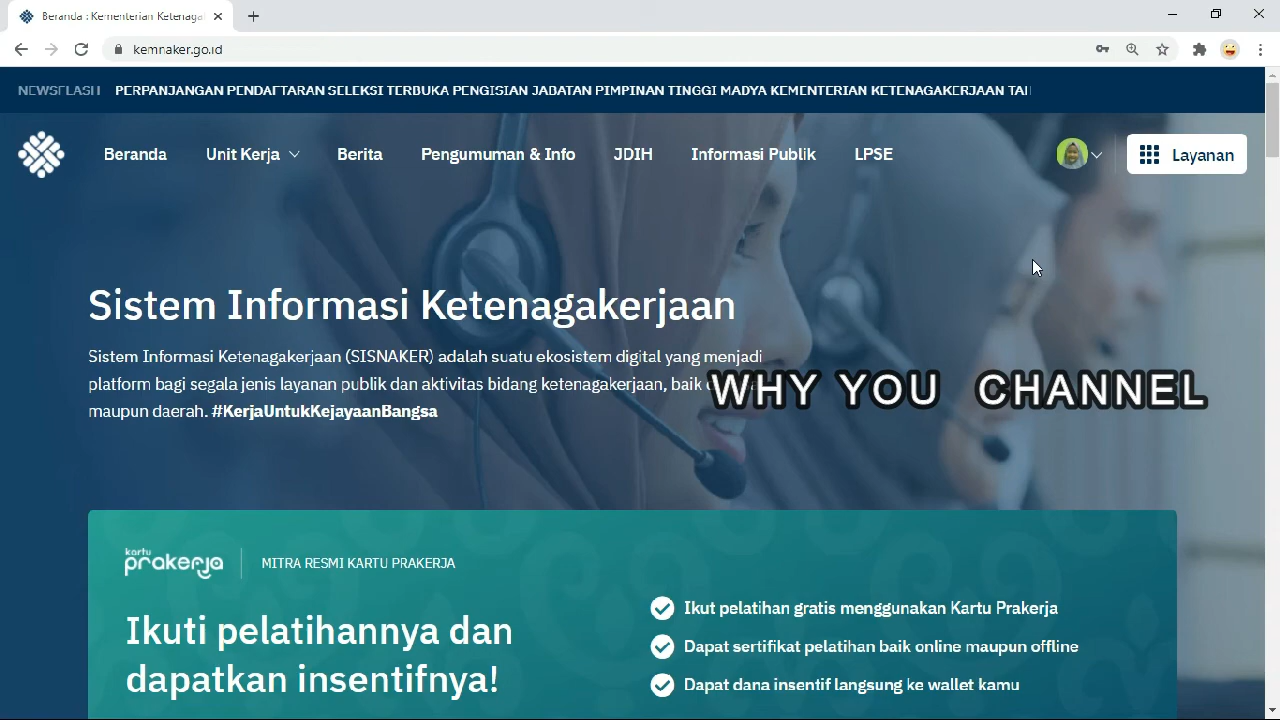 Beranda : Kementerian Ketenaga
kemnaker.go.id
NEWSFLASH PERPANJANGAN PENDAFTARAN SELEKSI TERBUKA PENGISIAN JABATAN PIMPINAN TINGGI MADYA KEMENTERIAN KETENAGAKERJAAN
Beranda Unit Kerja Berita Pengumuman & Info JDIH Informasi Publik LPSE Layanan
Sistem Informasi Ketenagakerjaan
Sistem Informasi Ketenagakerjaan (SISNAKER) adalah suatu ekosistem digital yang menjadi
platform bagi segala jenis layanan publik dan aktivitas bidang ketenagakerjaan, baik
maupun daerah. #KerjaUntukKejayaanBangsa
WHY YOU CHANNEL
kartu
prakerja MITRA RESMI KARTU PRAKERJA
Ikuti pelatihannya dan
dapatkan insentifnya!
Ikut pelatihan gratis menggunakan Kartu Prakerja
Dapat sertifikat pelatihan baik online maupun offline
Dapat dana insentif langsung ke wallet kamu